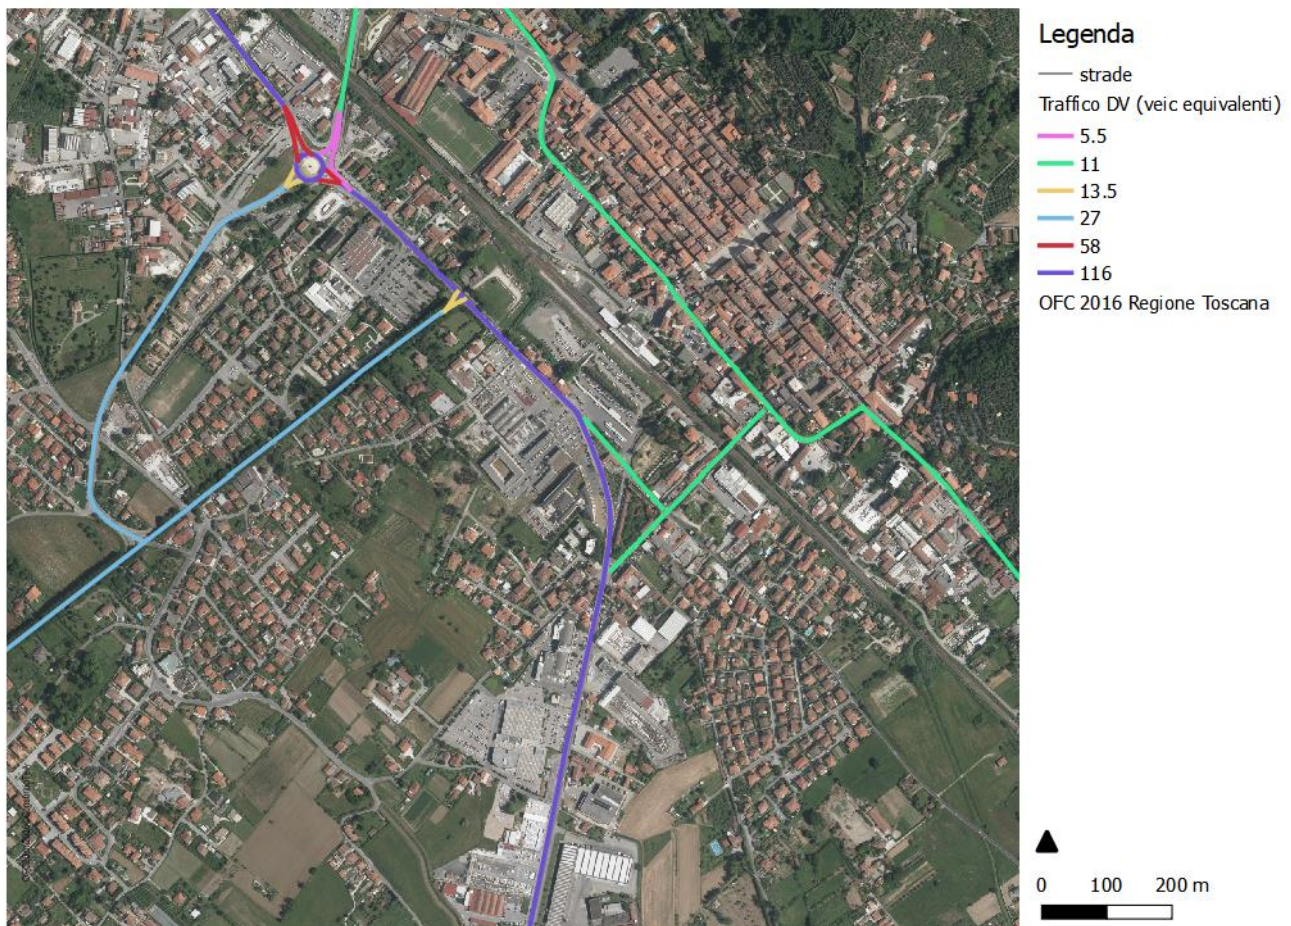 Legenda
strade
Traffico DV (veic equivalenti)
5.5
11
13.5
27
58
116
OFC 2016 Regione Toscana
0 100 200 m